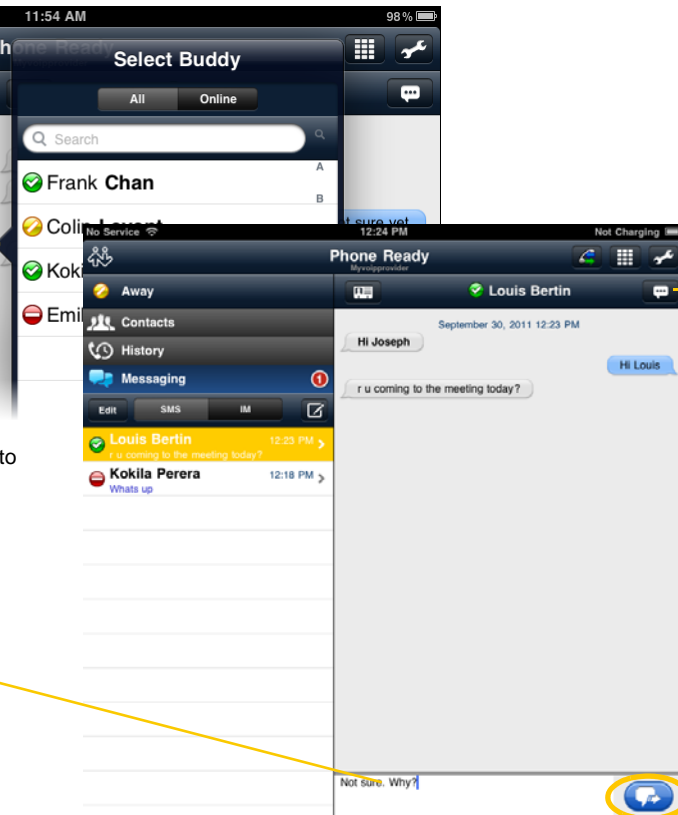 11:54 AM 98%
Phone Ready
Select Buddy
All Online
Search
A
Frank Chan
B
Colin
t sure yet
Koki
Emil
to
No Service 12:24 PM Not Charging
Phone Ready
Myvoipprovider
Away
Louis Bertin
Contacts
September 30, 2011 12:23 PM
Hi Joseph
History
Hi Louis
Messaging 1
r u coming to the meeting today?
Edit SMS IM
Louis Bertin 12:23 PM
r u coming to the meeting today?
Kokila Perera 12:18 PM
Whats up
Not sure. Why?